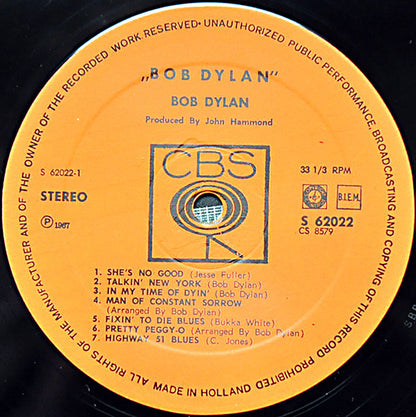 ALL RIGHTS OF THE MANUFACTURER AND OF THE OWNER OF THE RECORDED WORK RESERVED · UNAUTHORIZED PUBLIC PERFORMANCE, BROADCASTING AND COPYING OF THIS RECORD PROHIBITED AND
MADE IN HOLLAND
„BOB DYLAN"
BOB DYLAN
Produced By John Hammond
CBS
S 62022-1
33 1/3 RPM
STEREO
B.I.E.M.
S 62022
CS 8579
Ⓟ 1967
1. SHE'S NO GOOD (Jesse Fuller)
2. TALKIN' NEW YORK (Bob Dylan)
3. IN MY TIME OF DYIN' (Bob Dylan)
4. MAN OF CONSTANT SORROW
(Arranged By Bob Dylan)
5. FIXIN' TO DIE BLUES (Bukka White)
6. PRETTY PEGGY-O (Arranged By Bob Dylan)
7. HIGHWAY 51 BLUES (C. Jones)